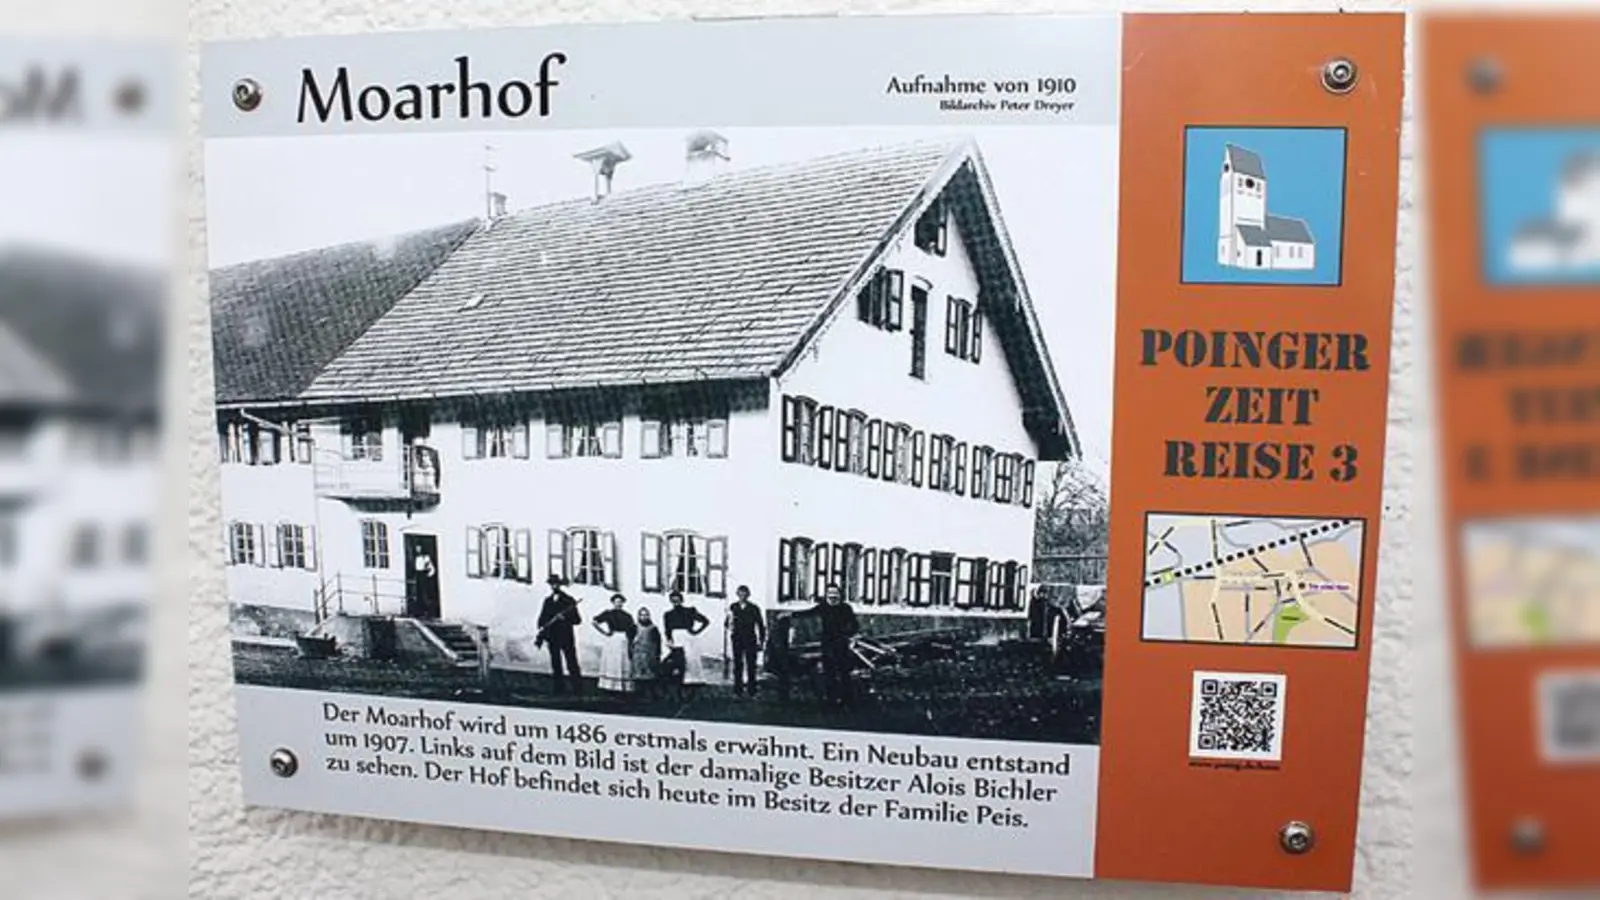 Moarhof
Aufnahme von 1910
Bildarchiv Peter Dreyer
POINGER
ZEIT
REISE 3
Der Moarhof wird um 1486 erstmals erwähnt. Ein Neubau entstand
um 1907. Links auf dem Bild ist der damalige Besitzer Alois Bichler
zu sehen. Der Hof befindet sich heute im Besitz der Familie Peis.